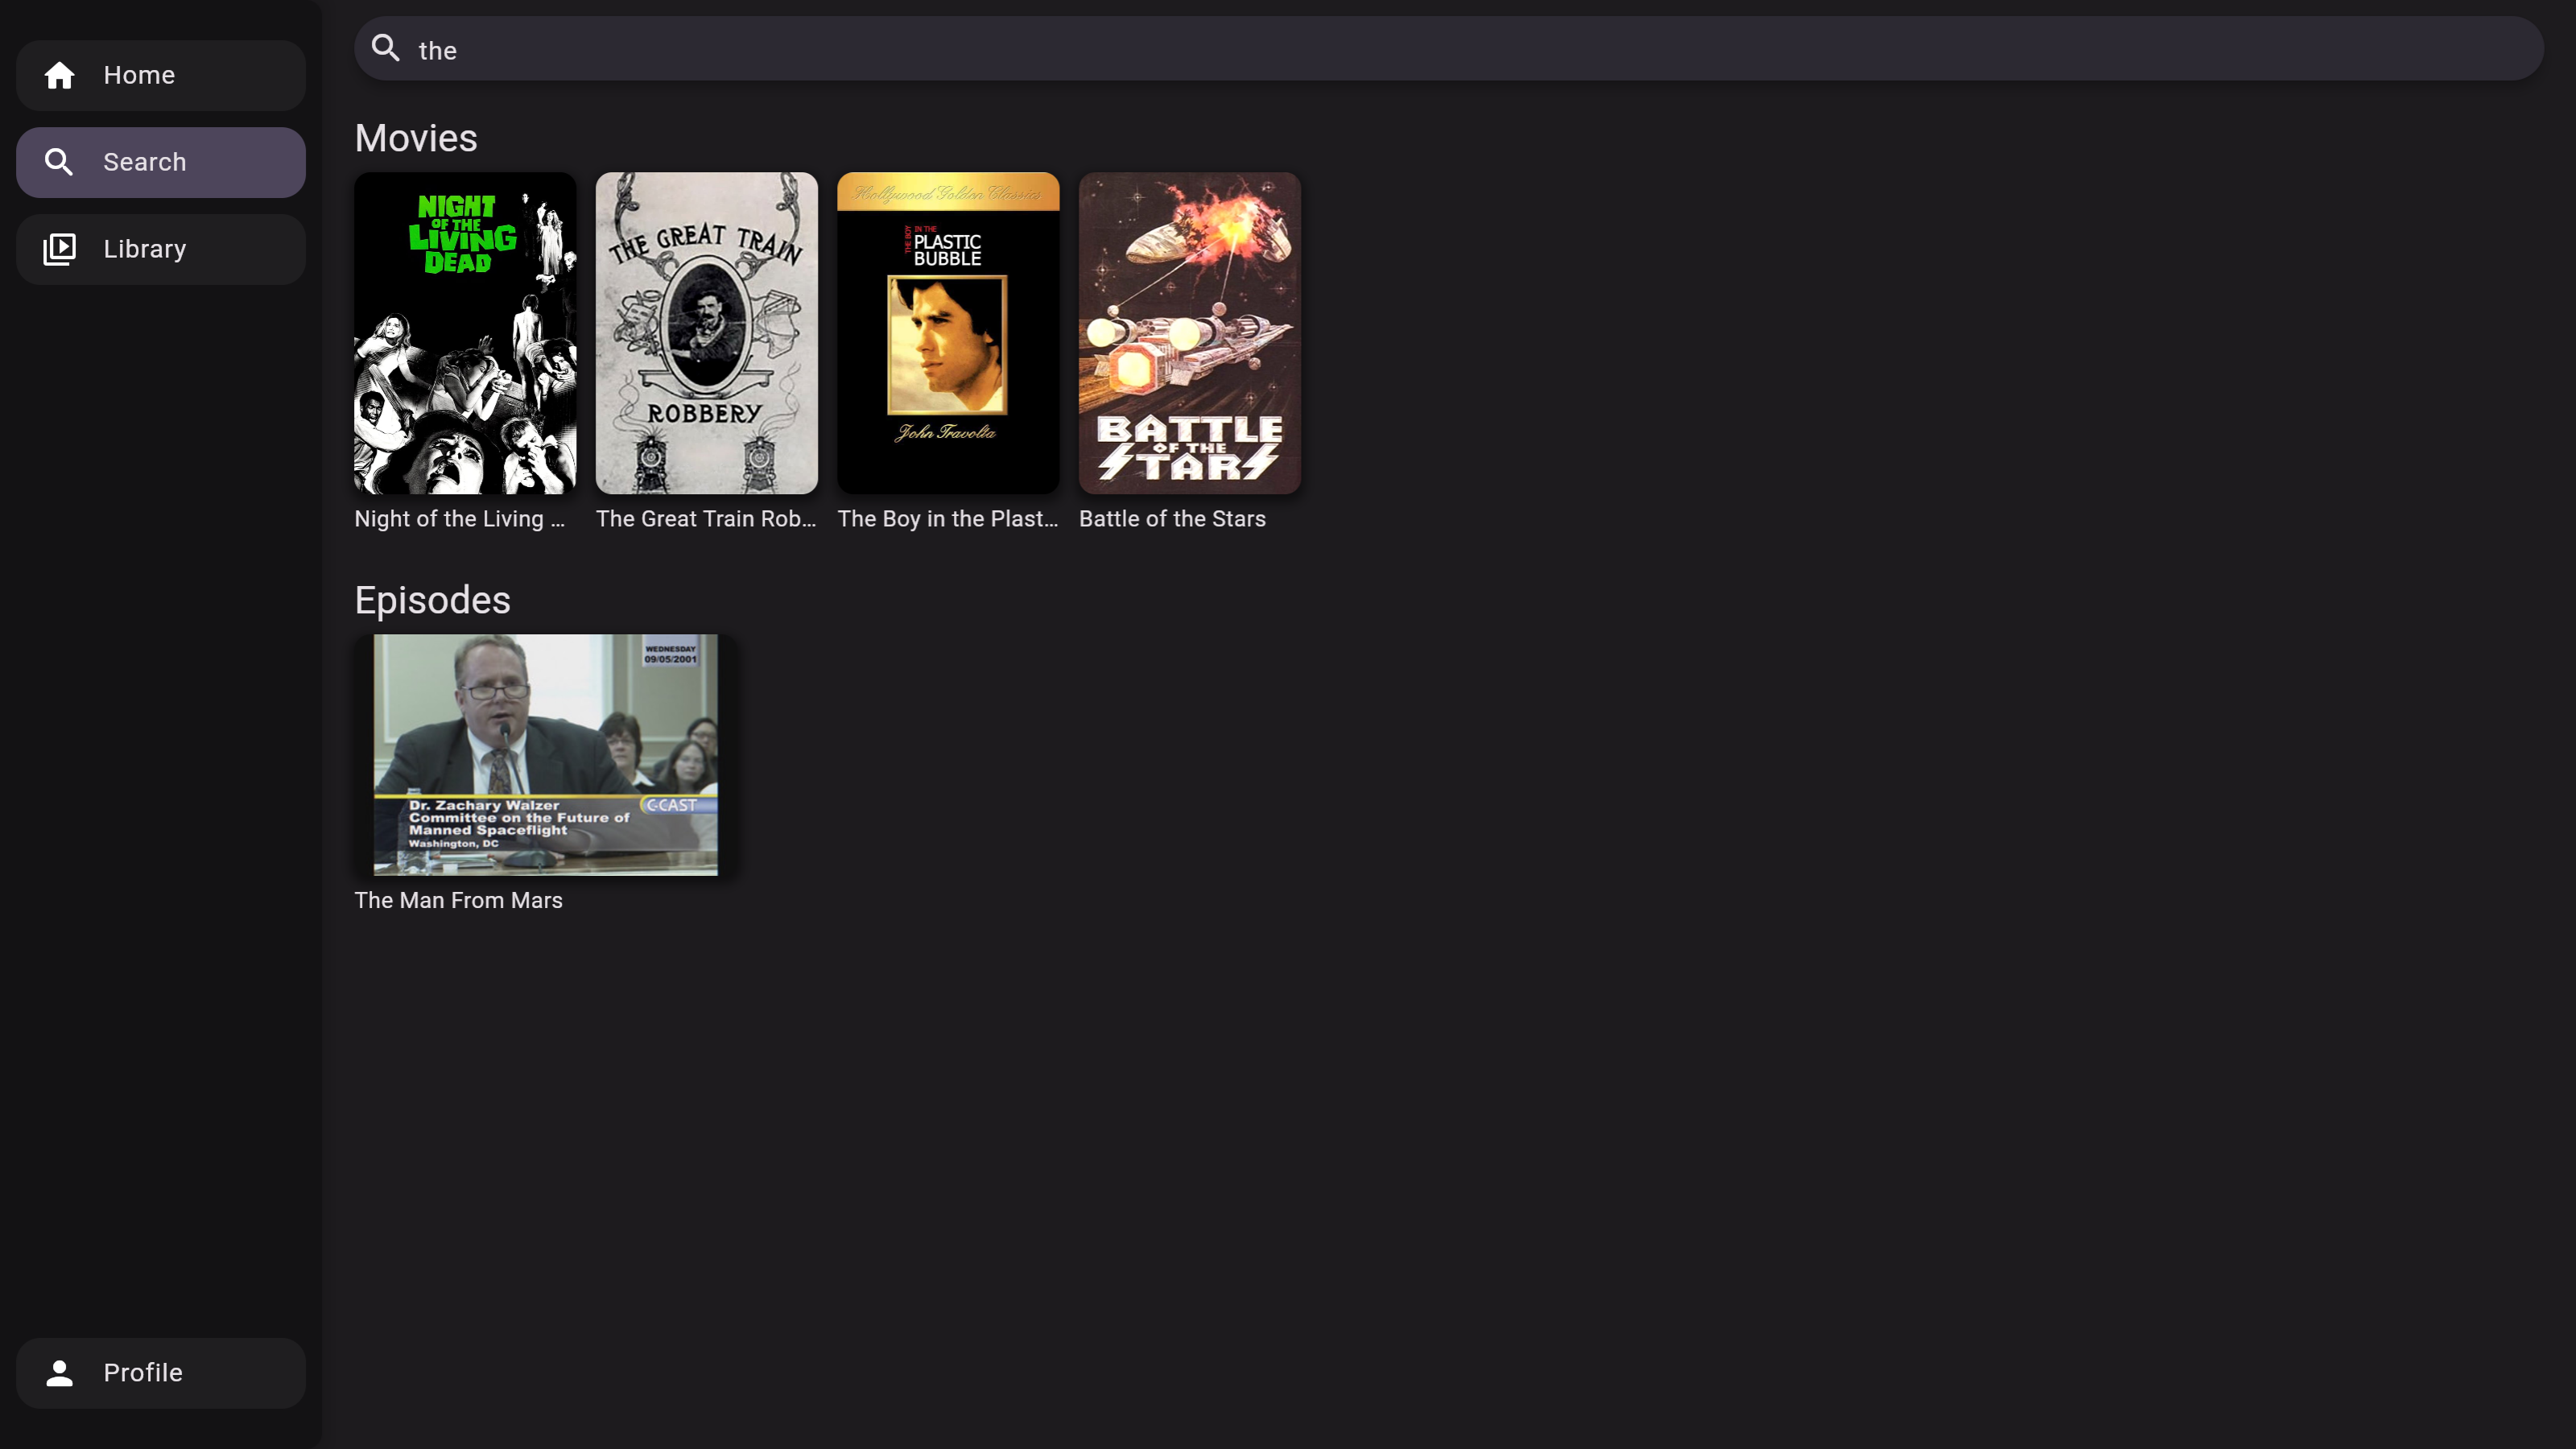 Home
Search
Library
Profile
the
Movies
Hollywood Golden Classics
NIGHT
OF THE
LIVING
DEAD
THE GREAT TRAIN
ROBBERY
THE BOY
IN THE
PLASTIC
BUBBLE
John Travolta
BATTLE
OF THE
STARS
Night of the Living ...
The Great Train Rob...
The Boy in the Plast...
Battle of the Stars
Episodes
WEDNESDAY
09/05/2001
Dr. Zachary Walzer
Committee on the Future of
Manned Spaceflight
Washington, DC
C-CAST
The Man From Mars